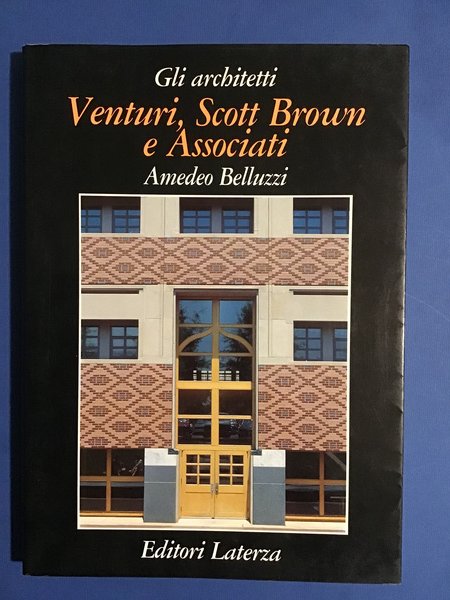 Gli architetti
Venturi, Scott Brown
e Associati
Amedeo Belluzzi
Editori Laterza